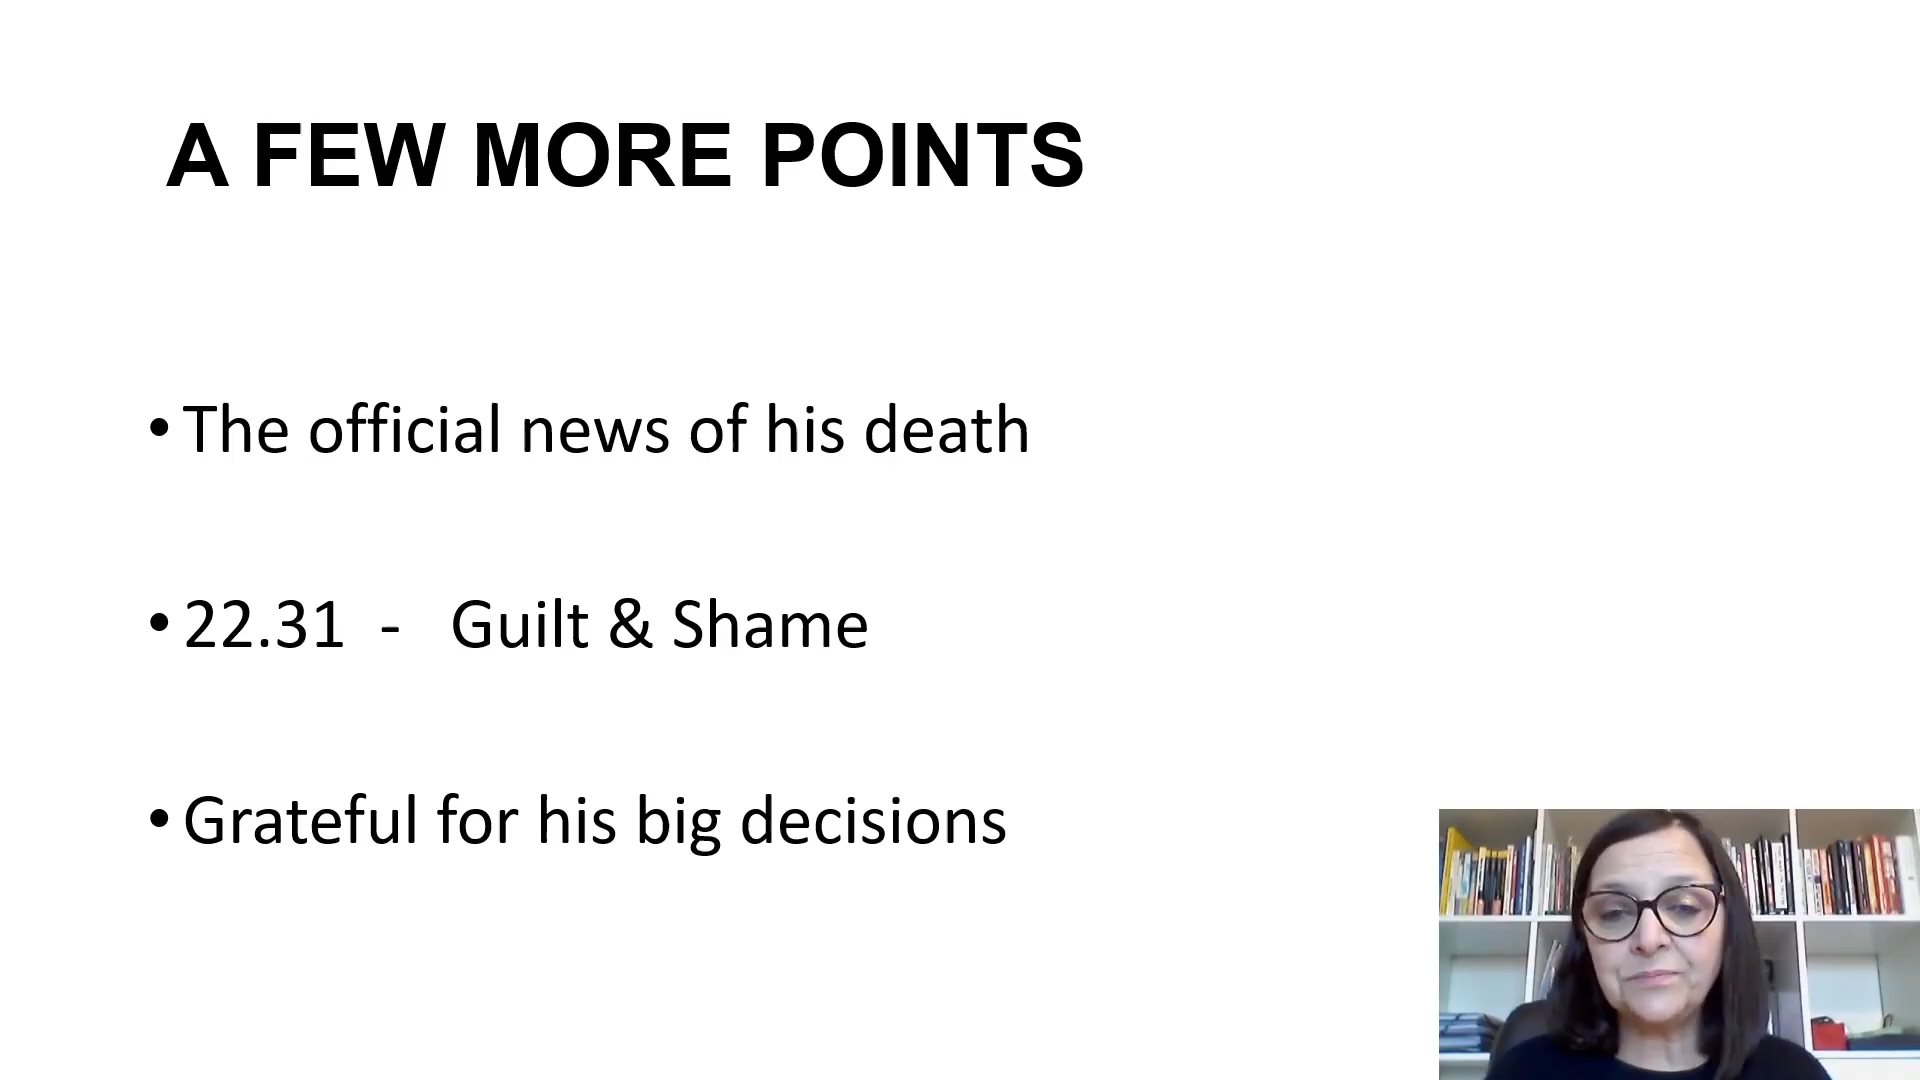 A FEW MORE POINTS
• The official news of his death
• 22.31 - Guilt & Shame
• Grateful for his big decisions